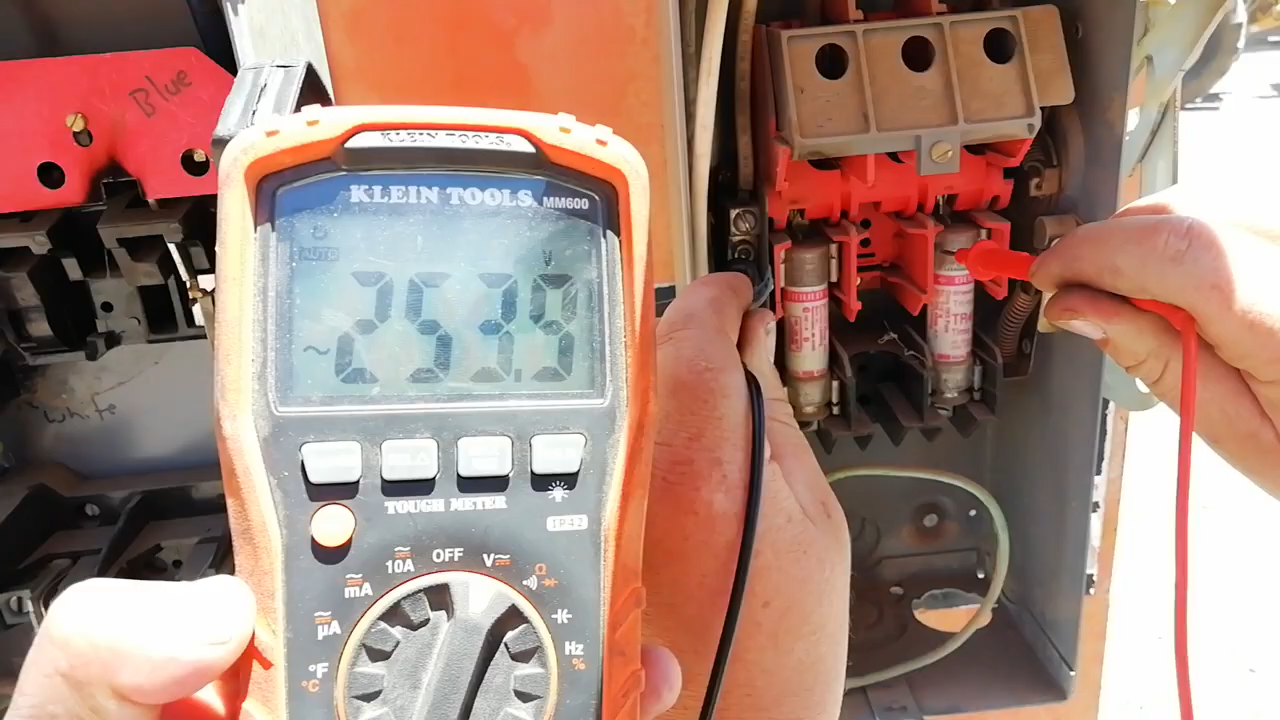 Blue
KLEIN TOOLS®
KLEIN TOOLS® MM600
AUTO
V
~ 253.9
White
TOUGH METER
IP42
OFF
10A
V
mA
Ω
µA
Hz
%
°F
°C
GOULD
TR